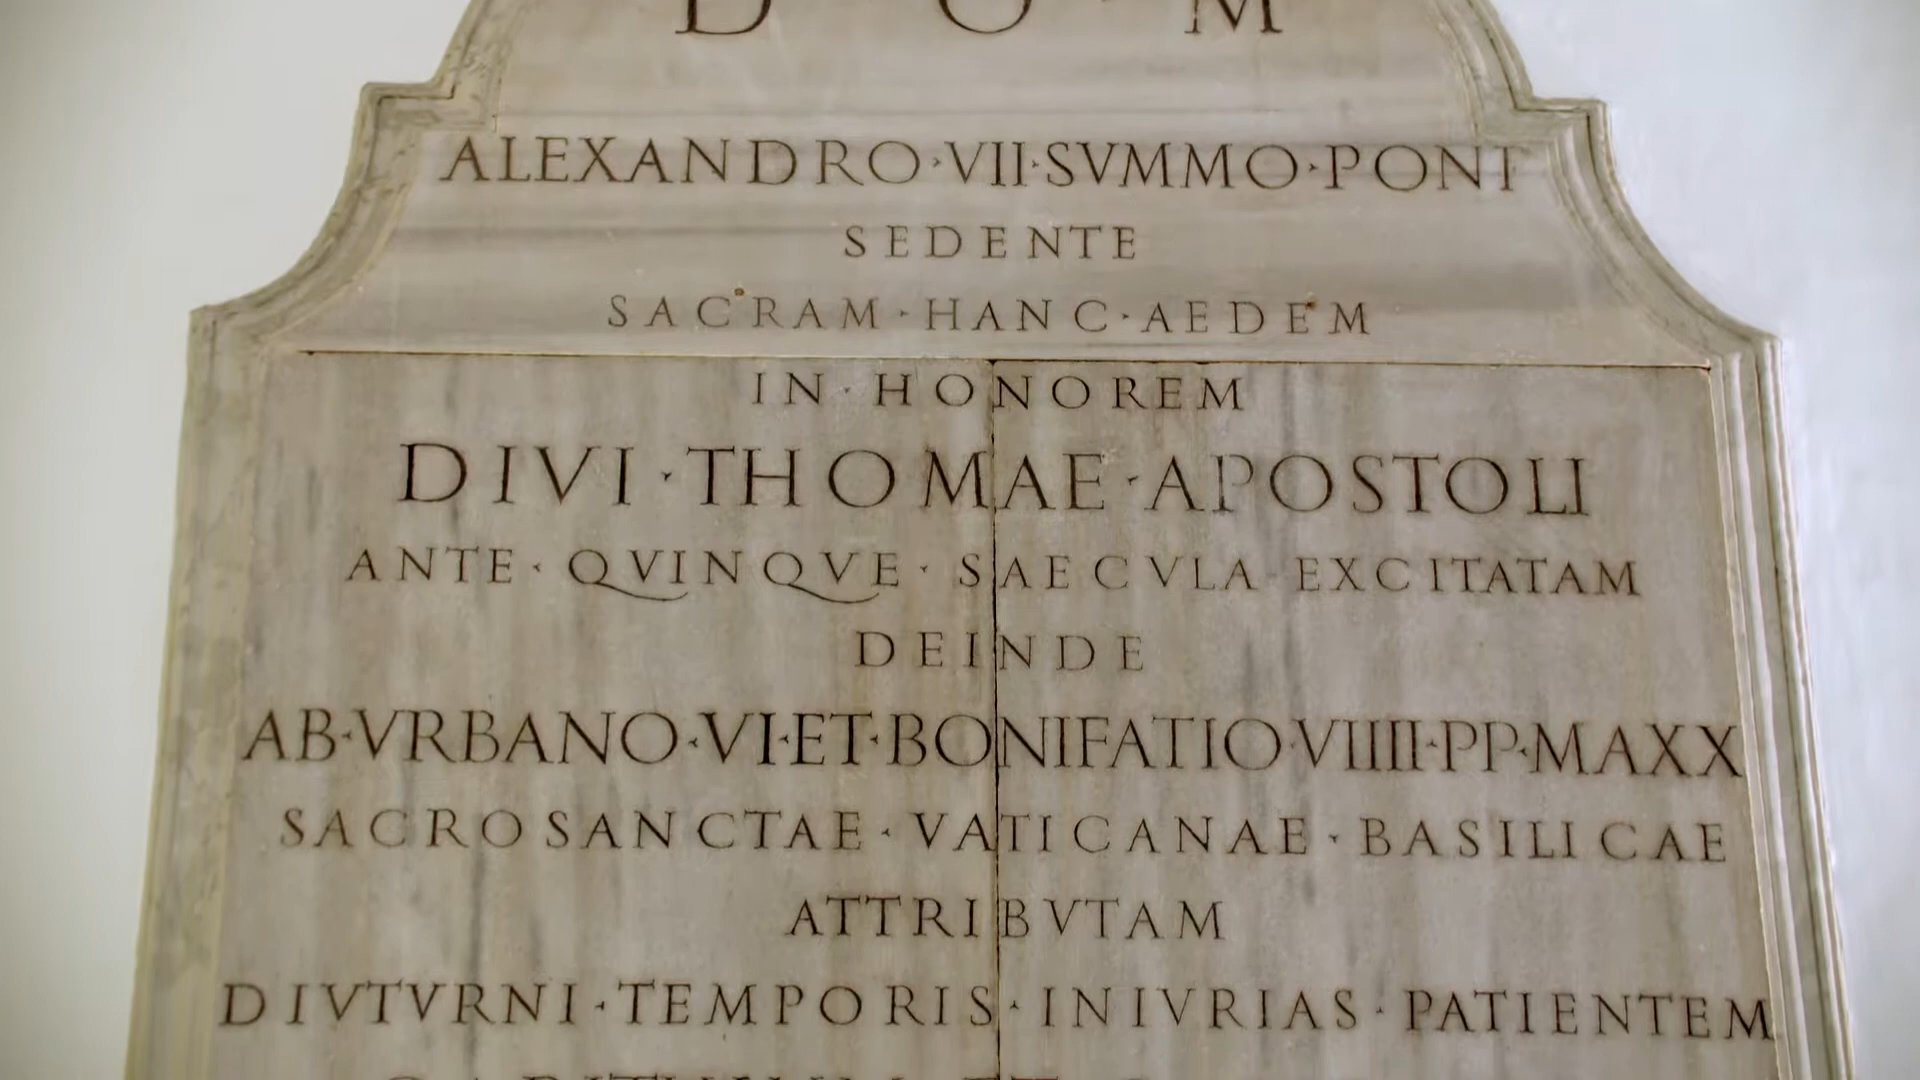 D O M
ALEXANDRO·VII·SVMMO·PONT
SEDENTE
SACRAM·HANC·AEDEM
IN·HONOREM
DIVI·THOMAE·APOSTOLI
ANTE·QVINQVE·SAECVLA·EXCITATAM
DEINDE
AB·VRBANO·VI·ET·BONIFATIO·VIIII·PP·MAXX
SACROSANCTAE·VATICANAE·BASILICAE
ATTRIBVTAM
DIVTVRNI·TEMPORIS·INIVRIAS·PATIENTEM